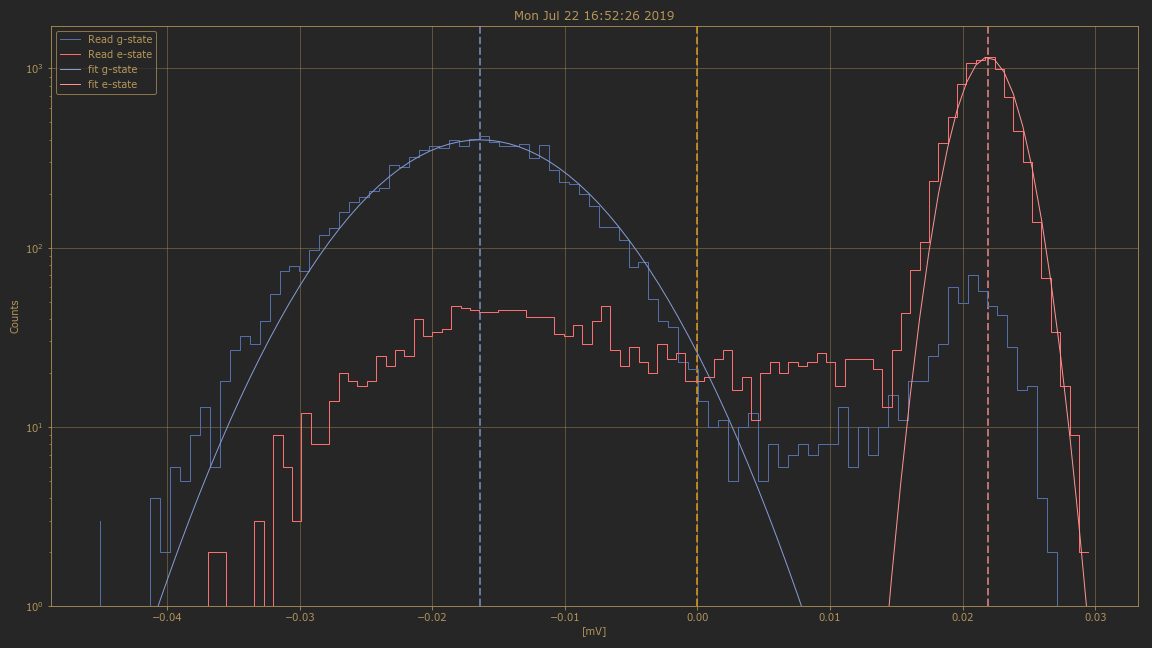 Mon Jul 22 16:52:26 2019
Read g-state
Read e-state
fit g-state
fit e-state
Counts
10³
10²
10¹
10⁰
−0.04 −0.03 −0.02 −0.01 0.00 0.01 0.02 0.03
[mV]